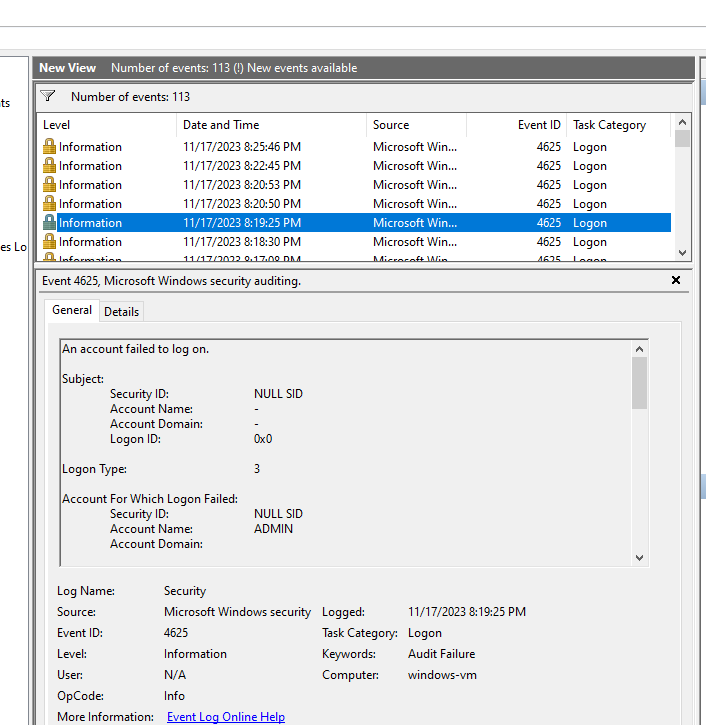 New View Number of events: 113 (!) New events available
ts
Number of events: 113
Level Date and Time Source Event ID Task Category
Information 11/17/2023 8:25:46 PM Microsoft Win... 4625 Logon
Information 11/17/2023 8:22:45 PM Microsoft Win... 4625 Logon
Information 11/17/2023 8:20:53 PM Microsoft Win... 4625 Logon
Information 11/17/2023 8:20:50 PM Microsoft Win... 4625 Logon
Information 11/17/2023 8:19:25 PM Microsoft Win... 4625 Logon
es Lo
Information 11/17/2023 8:18:30 PM Microsoft Win... 4625 Logon
Information 11/17/2023 8:17:08 PM Microsoft Win... 4625 Logon
Event 4625, Microsoft Windows security auditing.
General Details
An account failed to log on.
Subject:
Security ID: NULL SID
Account Name: -
Account Domain: -
Logon ID: 0x0
Logon Type: 3
Account For Which Logon Failed:
Security ID: NULL SID
Account Name: ADMIN
Account Domain:
Log Name: Security
Source: Microsoft Windows security Logged: 11/17/2023 8:19:25 PM
Event ID: 4625 Task Category: Logon
Level: Information Keywords: Audit Failure
User: N/A Computer: windows-vm
OpCode: Info
More Information: Event Log Online Help